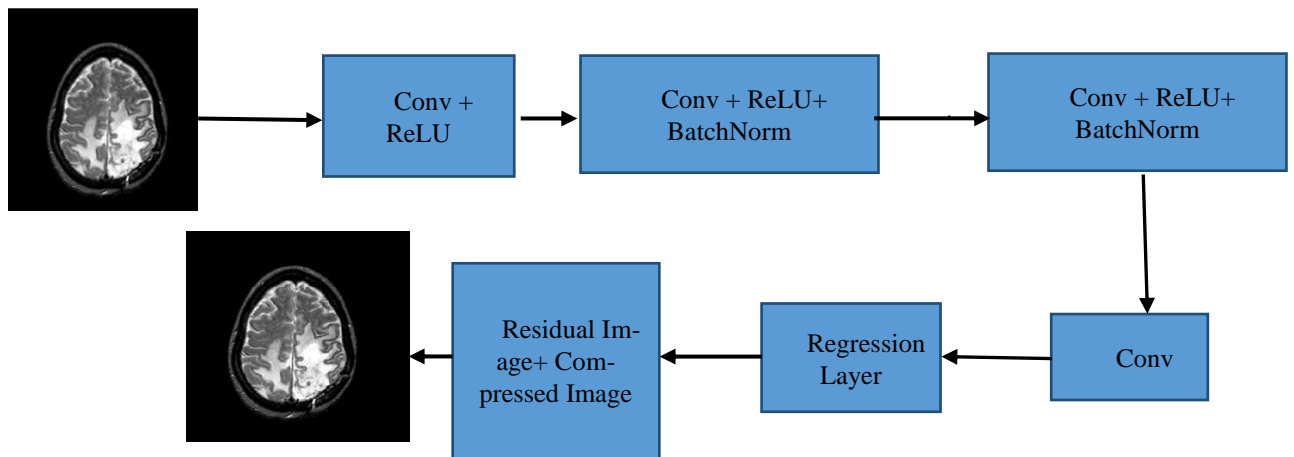 Conv +
ReLU
Conv + ReLU+
BatchNorm
Conv + ReLU+
BatchNorm
Conv
Regression
Layer
Residual Im-
age+ Com-
pressed Image